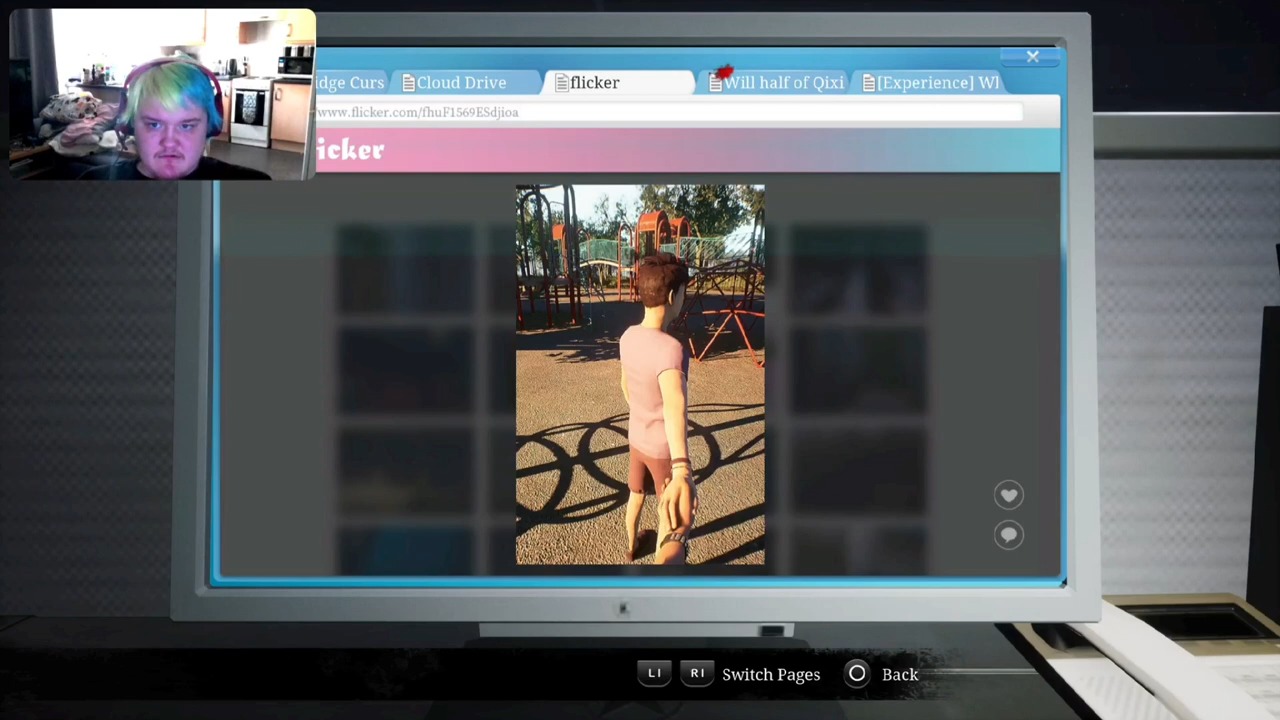 idge Curs
Cloud Drive
flicker
Will half of Qixi
[Experience] WI
www.flicker.com/fhuF1569ESdjioa
icker
L1
R1
Switch Pages
Back